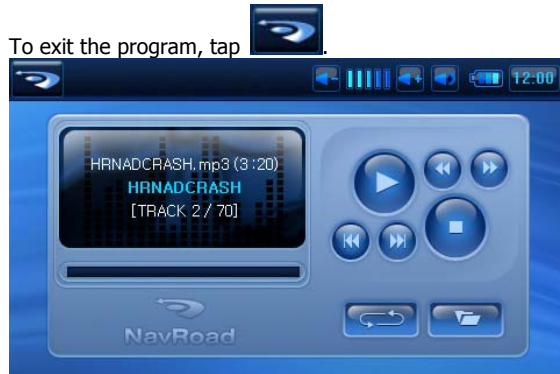 To exit the program, tap .
12:00
HRNADCRASH.mp3 (3:20)
HRNADCRASH
[TRACK 2 / 70]
NavRoad